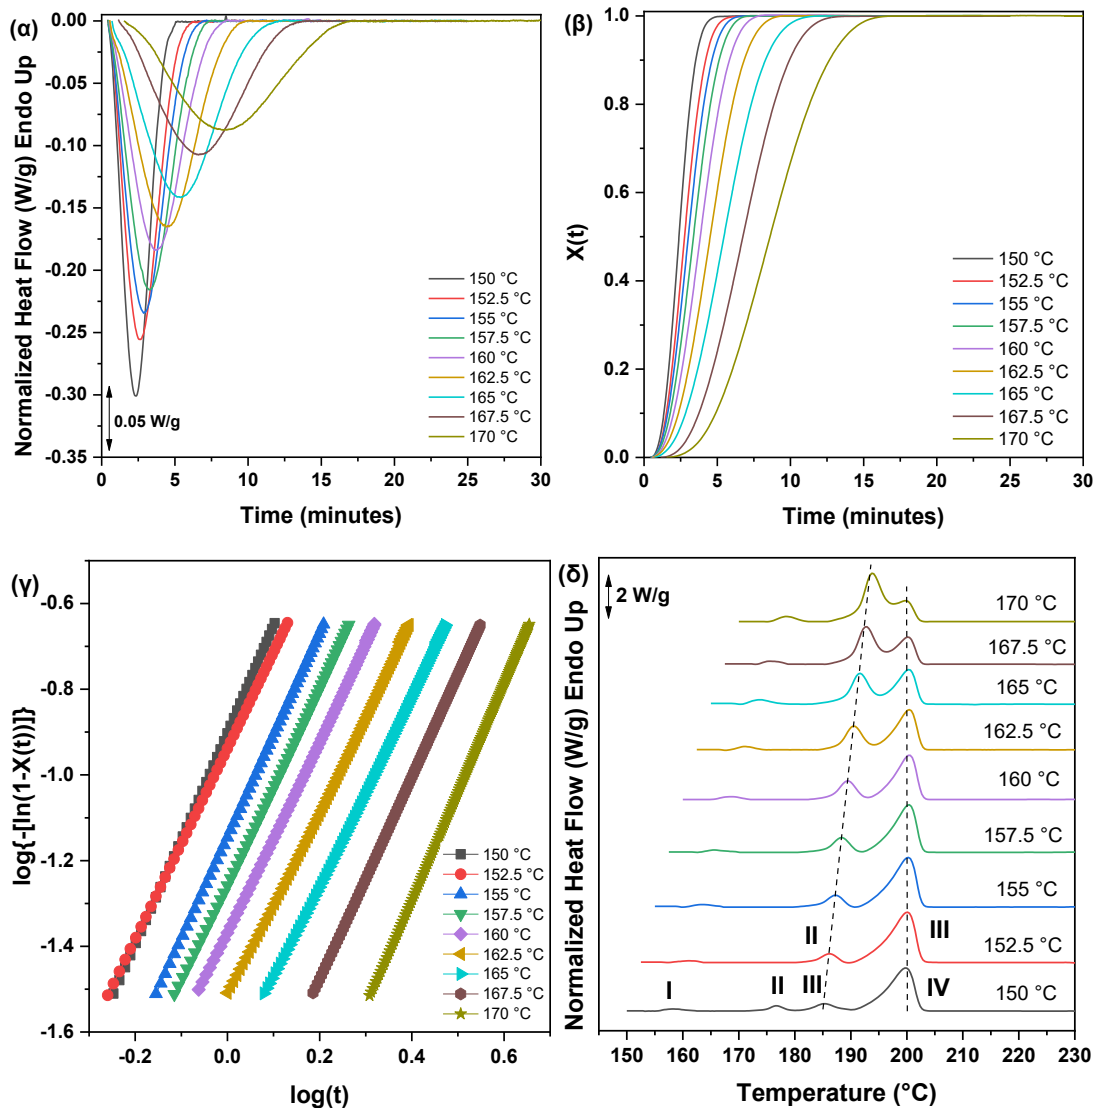 (α)
Normalized Heat Flow (W/g) Endo Up
0.00
-0.05
-0.10
-0.15
-0.20
-0.25
-0.30
-0.35
0.05 W/g
150 °C
152.5 °C
155 °C
157.5 °C
160 °C
162.5 °C
165 °C
167.5 °C
170 °C
0 5 10 15 20 25 30
Time (minutes)
(β)
X(t)
1.0
0.8
0.6
0.4
0.2
0.0
150 °C
152.5 °C
155 °C
157.5 °C
160 °C
162.5 °C
165 °C
167.5 °C
170 °C
0 5 10 15 20 25 30
Time (minutes)
(γ)
log{-[ln(1-X(t))]}
-0.6
-0.8
-1.0
-1.2
-1.4
-1.6
150 °C
152.5 °C
155 °C
157.5 °C
160 °C
162.5 °C
165 °C
167.5 °C
170 °C
-0.2 0.0 0.2 0.4 0.6
log(t)
(δ)
Normalized Heat Flow (W/g) Endo Up
2 W/g
170 °C
167.5 °C
165 °C
162.5 °C
160 °C
157.5 °C
155 °C
II III
152.5 °C
I II III IV
150 °C
150 160 170 180 190 200 210 220 230
Temperature (°C)